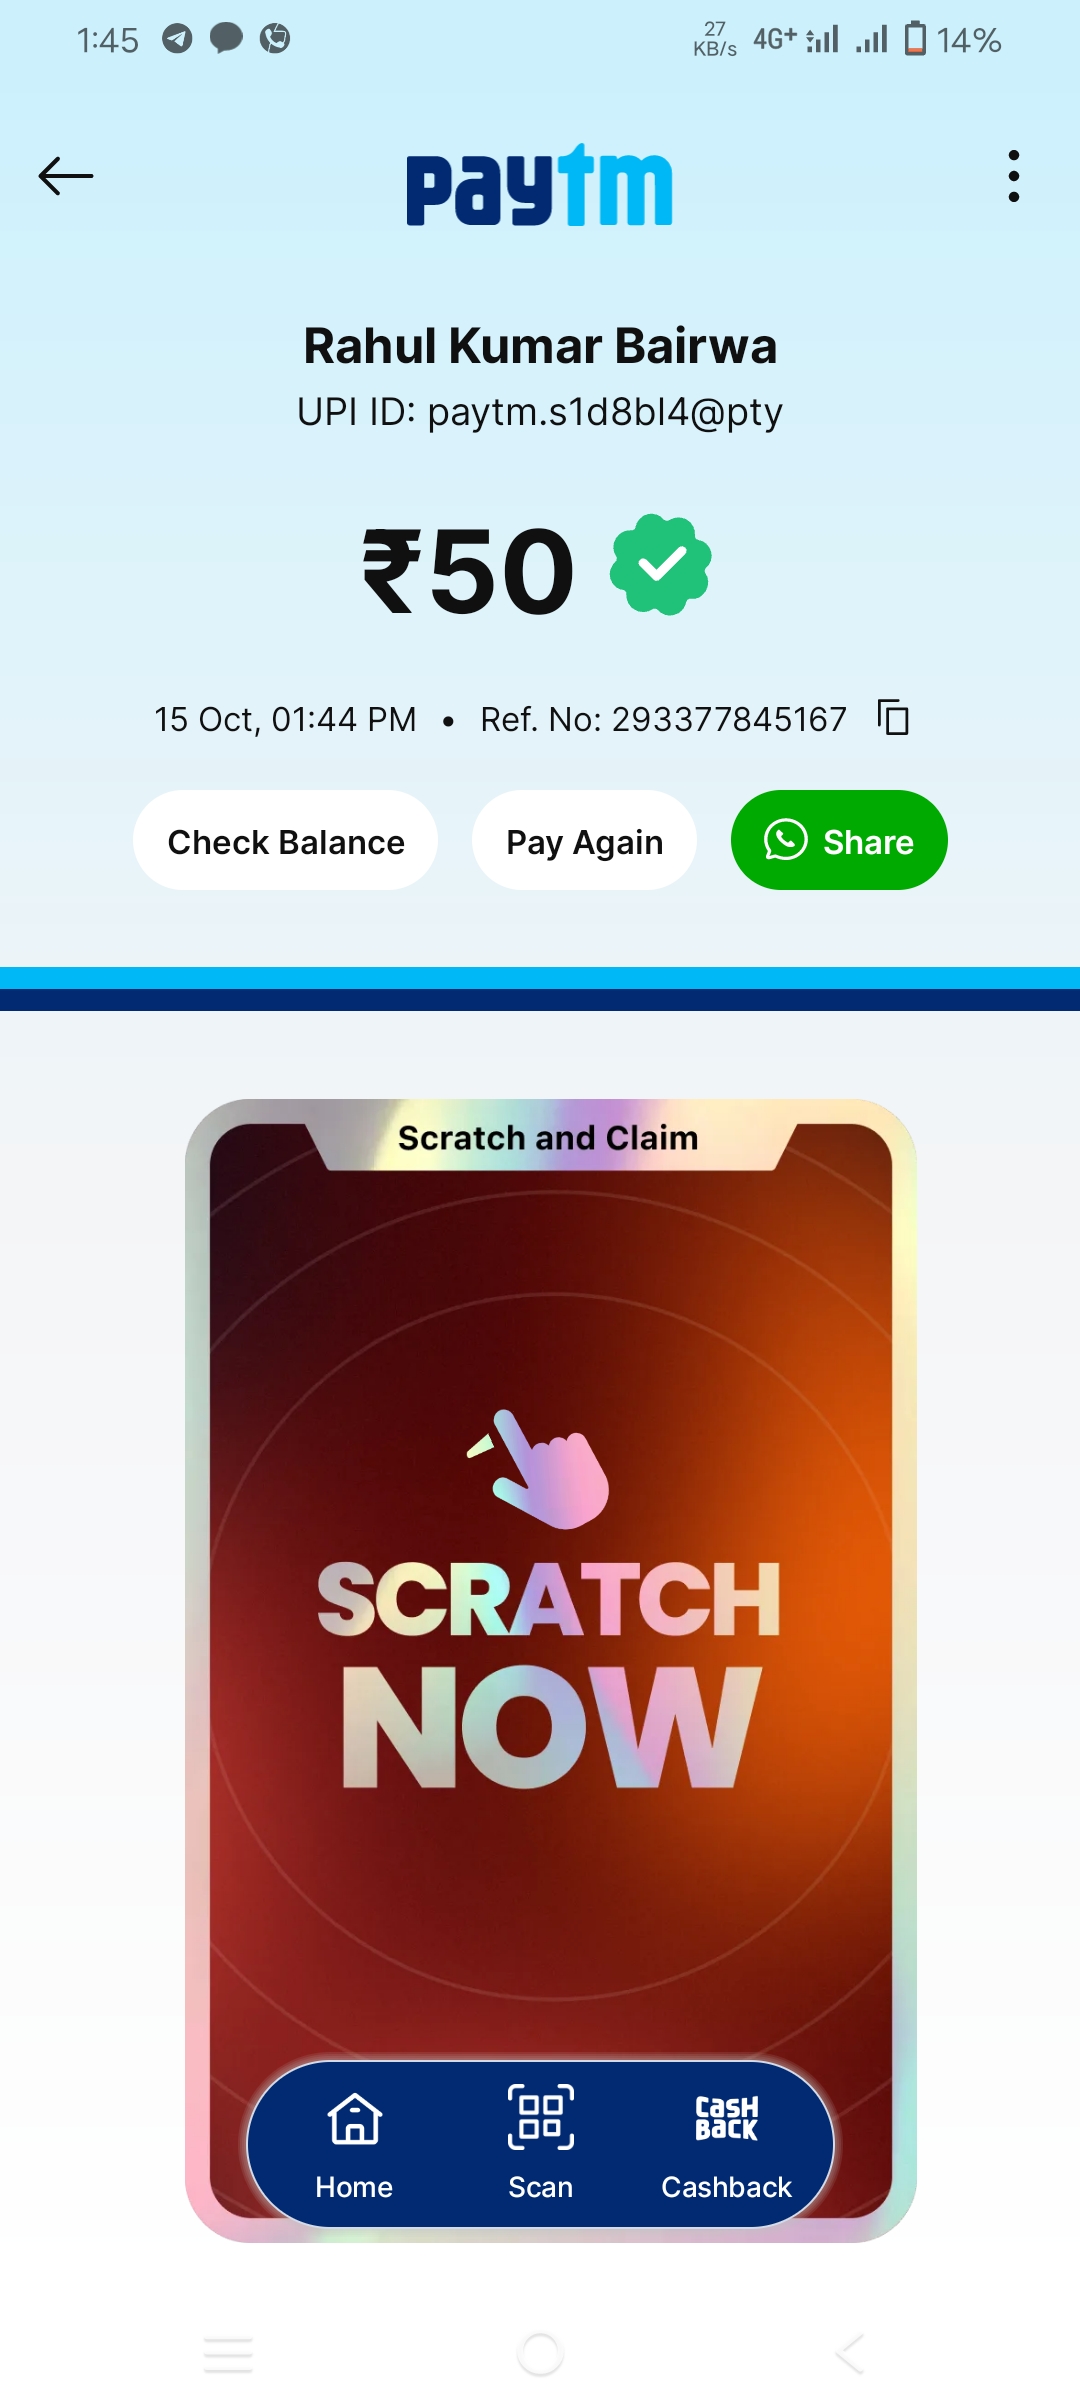 1:45 27 KB/s 4G+ 14%
paytm
Rahul Kumar Bairwa
UPI ID: paytm.s1d8bl4@pty
₹50
15 Oct, 01:44 PM • Ref. No: 293377845167
Check Balance Pay Again Share
Scratch and Claim
SCRATCH
NOW
CASH
BACK
Home Scan Cashback